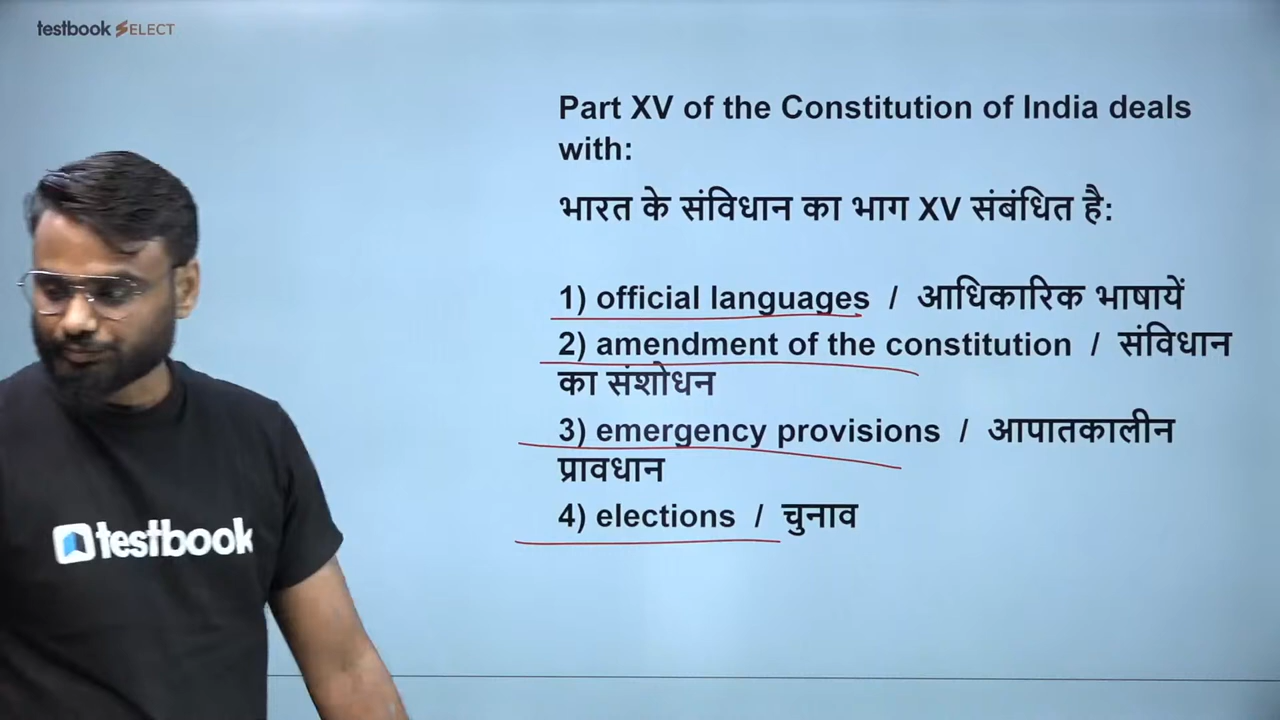 testbook SELECT
Part XV of the Constitution of India deals
with:
भारत के संविधान का भाग XV संबंधित है:
1) official languages / आधिकारिक भाषायें
2) amendment of the constitution / संविधान
का संशोधन
3) emergency provisions / आपातकालीन
प्रावधान
4) elections / चुनाव
testbook